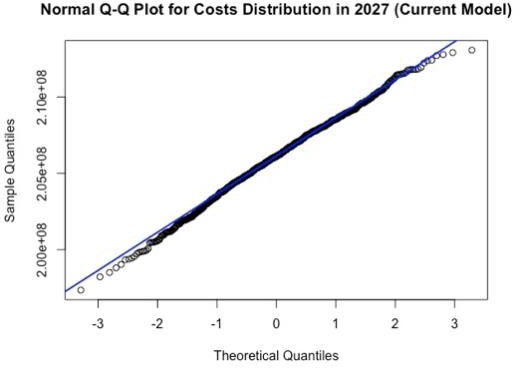 Normal Q-Q Plot for Costs Distribution in 2027 (Current Model)
2.10e+08
2.05e+08
2.00e+08
Sample Quantiles
-3 -2 -1 0 1 2 3
Theoretical Quantiles